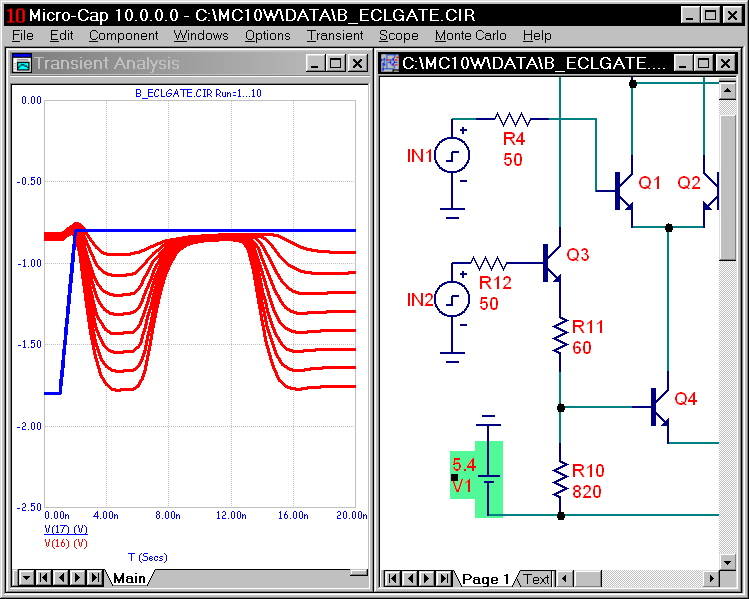 10 Micro-Cap 10.0.0.0 - C:\MC10W\DATA\B_ECLGATE.CIR
File Edit Component Windows Options Transient Scope Monte Carlo Help
Transient Analysis
B_ECLGATE.CIR Run=1...10
0.00
-0.50
-1.00
-1.50
-2.00
-2.50
0.00n 4.00n 8.00n 12.00n 16.00n 20.00n
V(17) (V)
V(16) (V)
T (Secs)
Main
C:\MC10W\DATA\B_ECLGATE....
IN1
+
-
R4
50
Q1
Q2
IN2
+
-
R12
50
Q3
R11
60
Q4
5.4
V1
R10
820
Page 1 Text